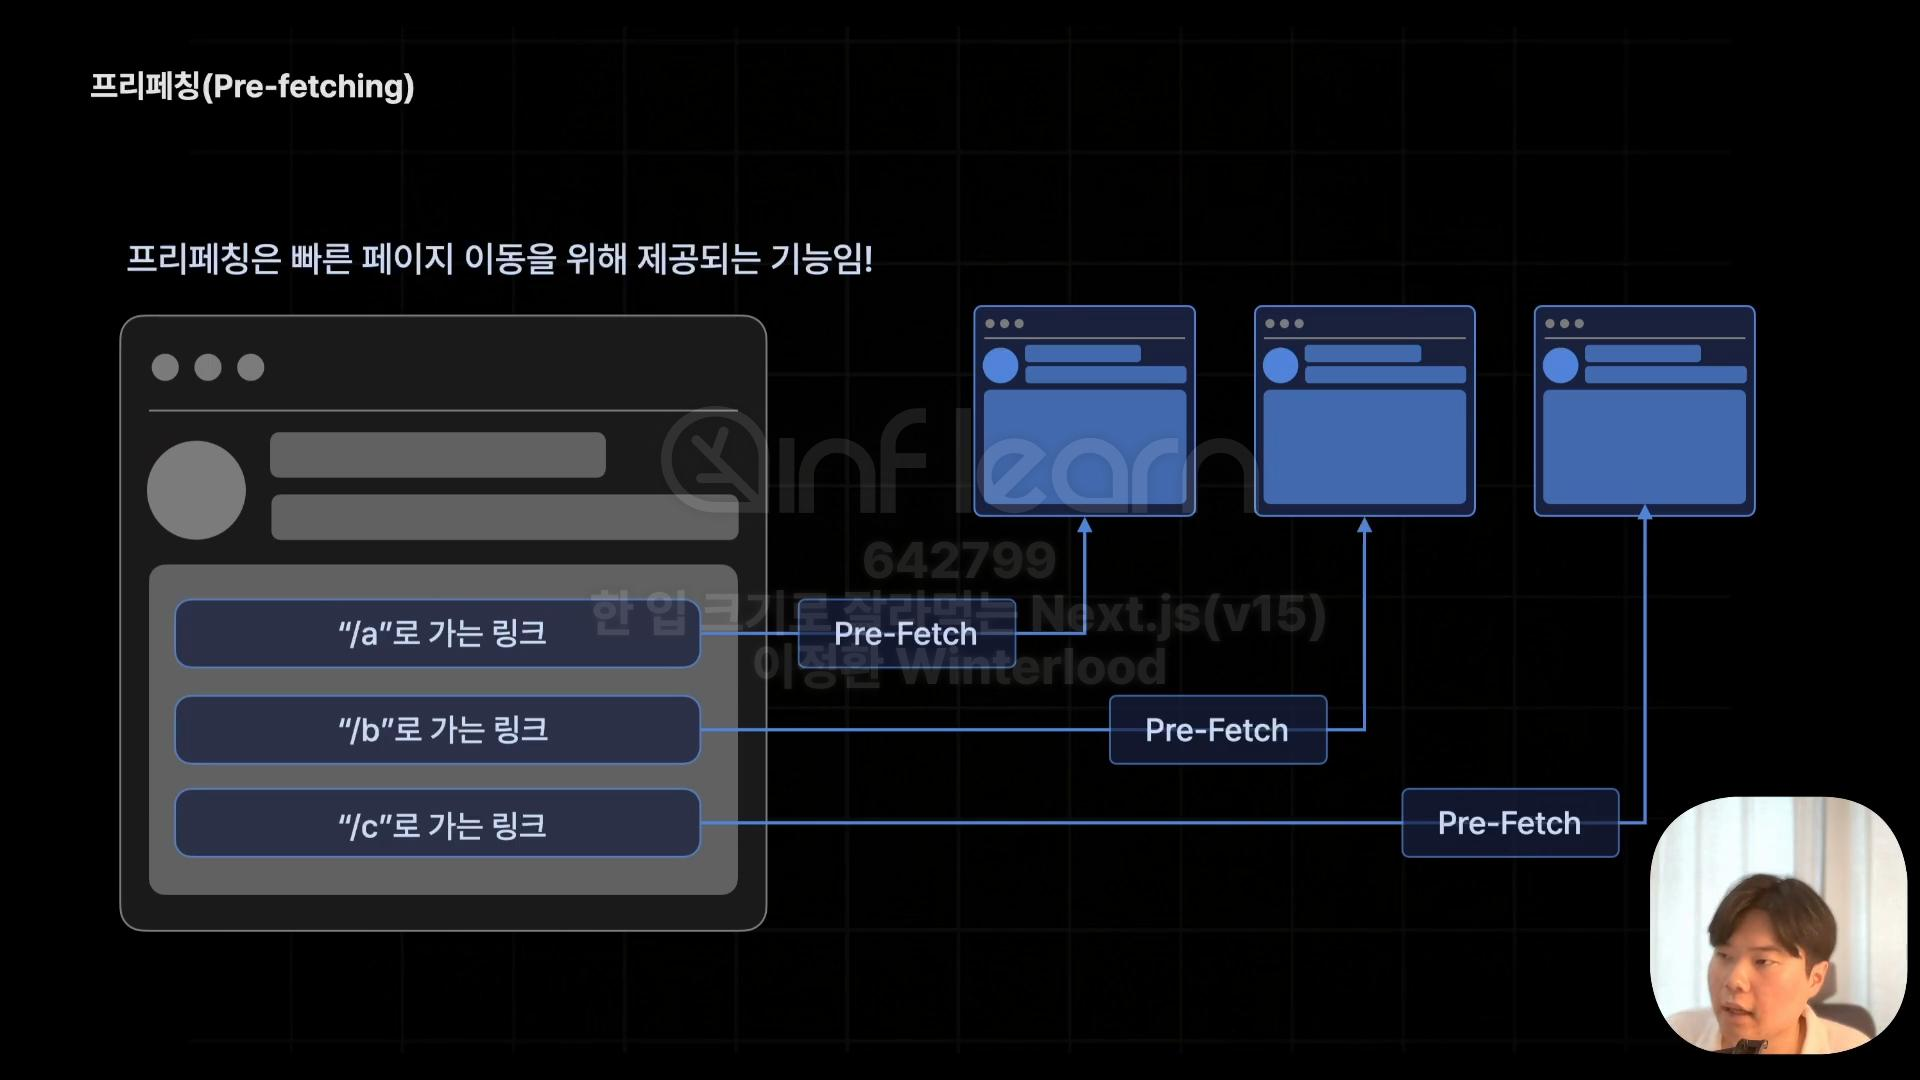 프리페칭(Pre-fetching)
프리페칭은 빠른 페이지 이동을 위해 제공되는 기능임!
inflearn
642799
한 입 크기로 잘라먹는 Next.js(v15)
이정환 Winterlood
“/a”로 가는 링크
Pre-Fetch
“/b”로 가는 링크
Pre-Fetch
“/c”로 가는 링크
Pre-Fetch